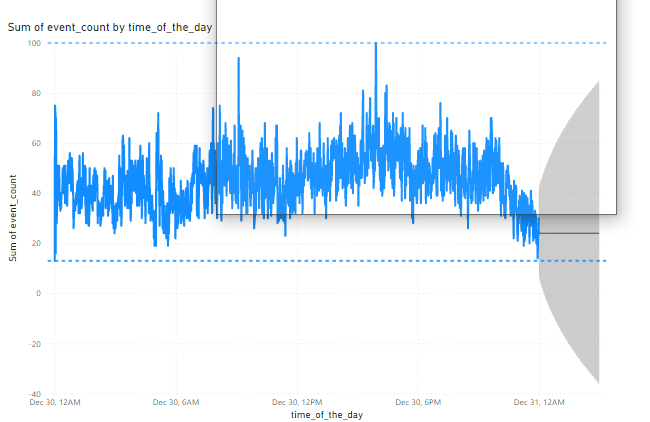 Sum of event_count by time_of_the_day
100
80
60
40
20
0
-20
-40
Sum of event_count
Dec 30, 12AM
Dec 30, 6AM
Dec 30, 12PM
Dec 30, 6PM
Dec 31, 12AM
time_of_the_day